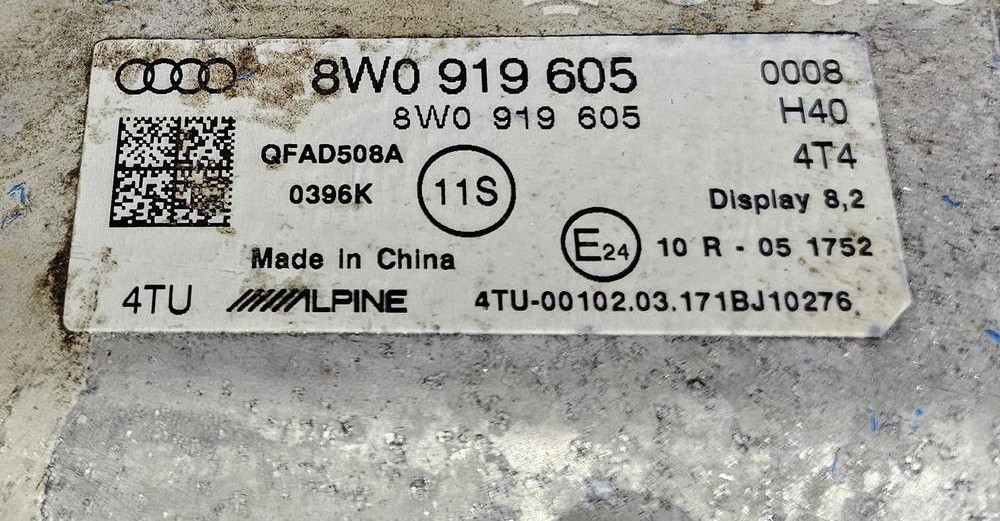 8W0 919 605 0008
8W0 919 605 H40
QFAD508A 4T4
0396K 11S Display 8,2
E24 10 R - 05 1752
Made in China
4TU ALPINE 4TU-00102.03.171BJ10276